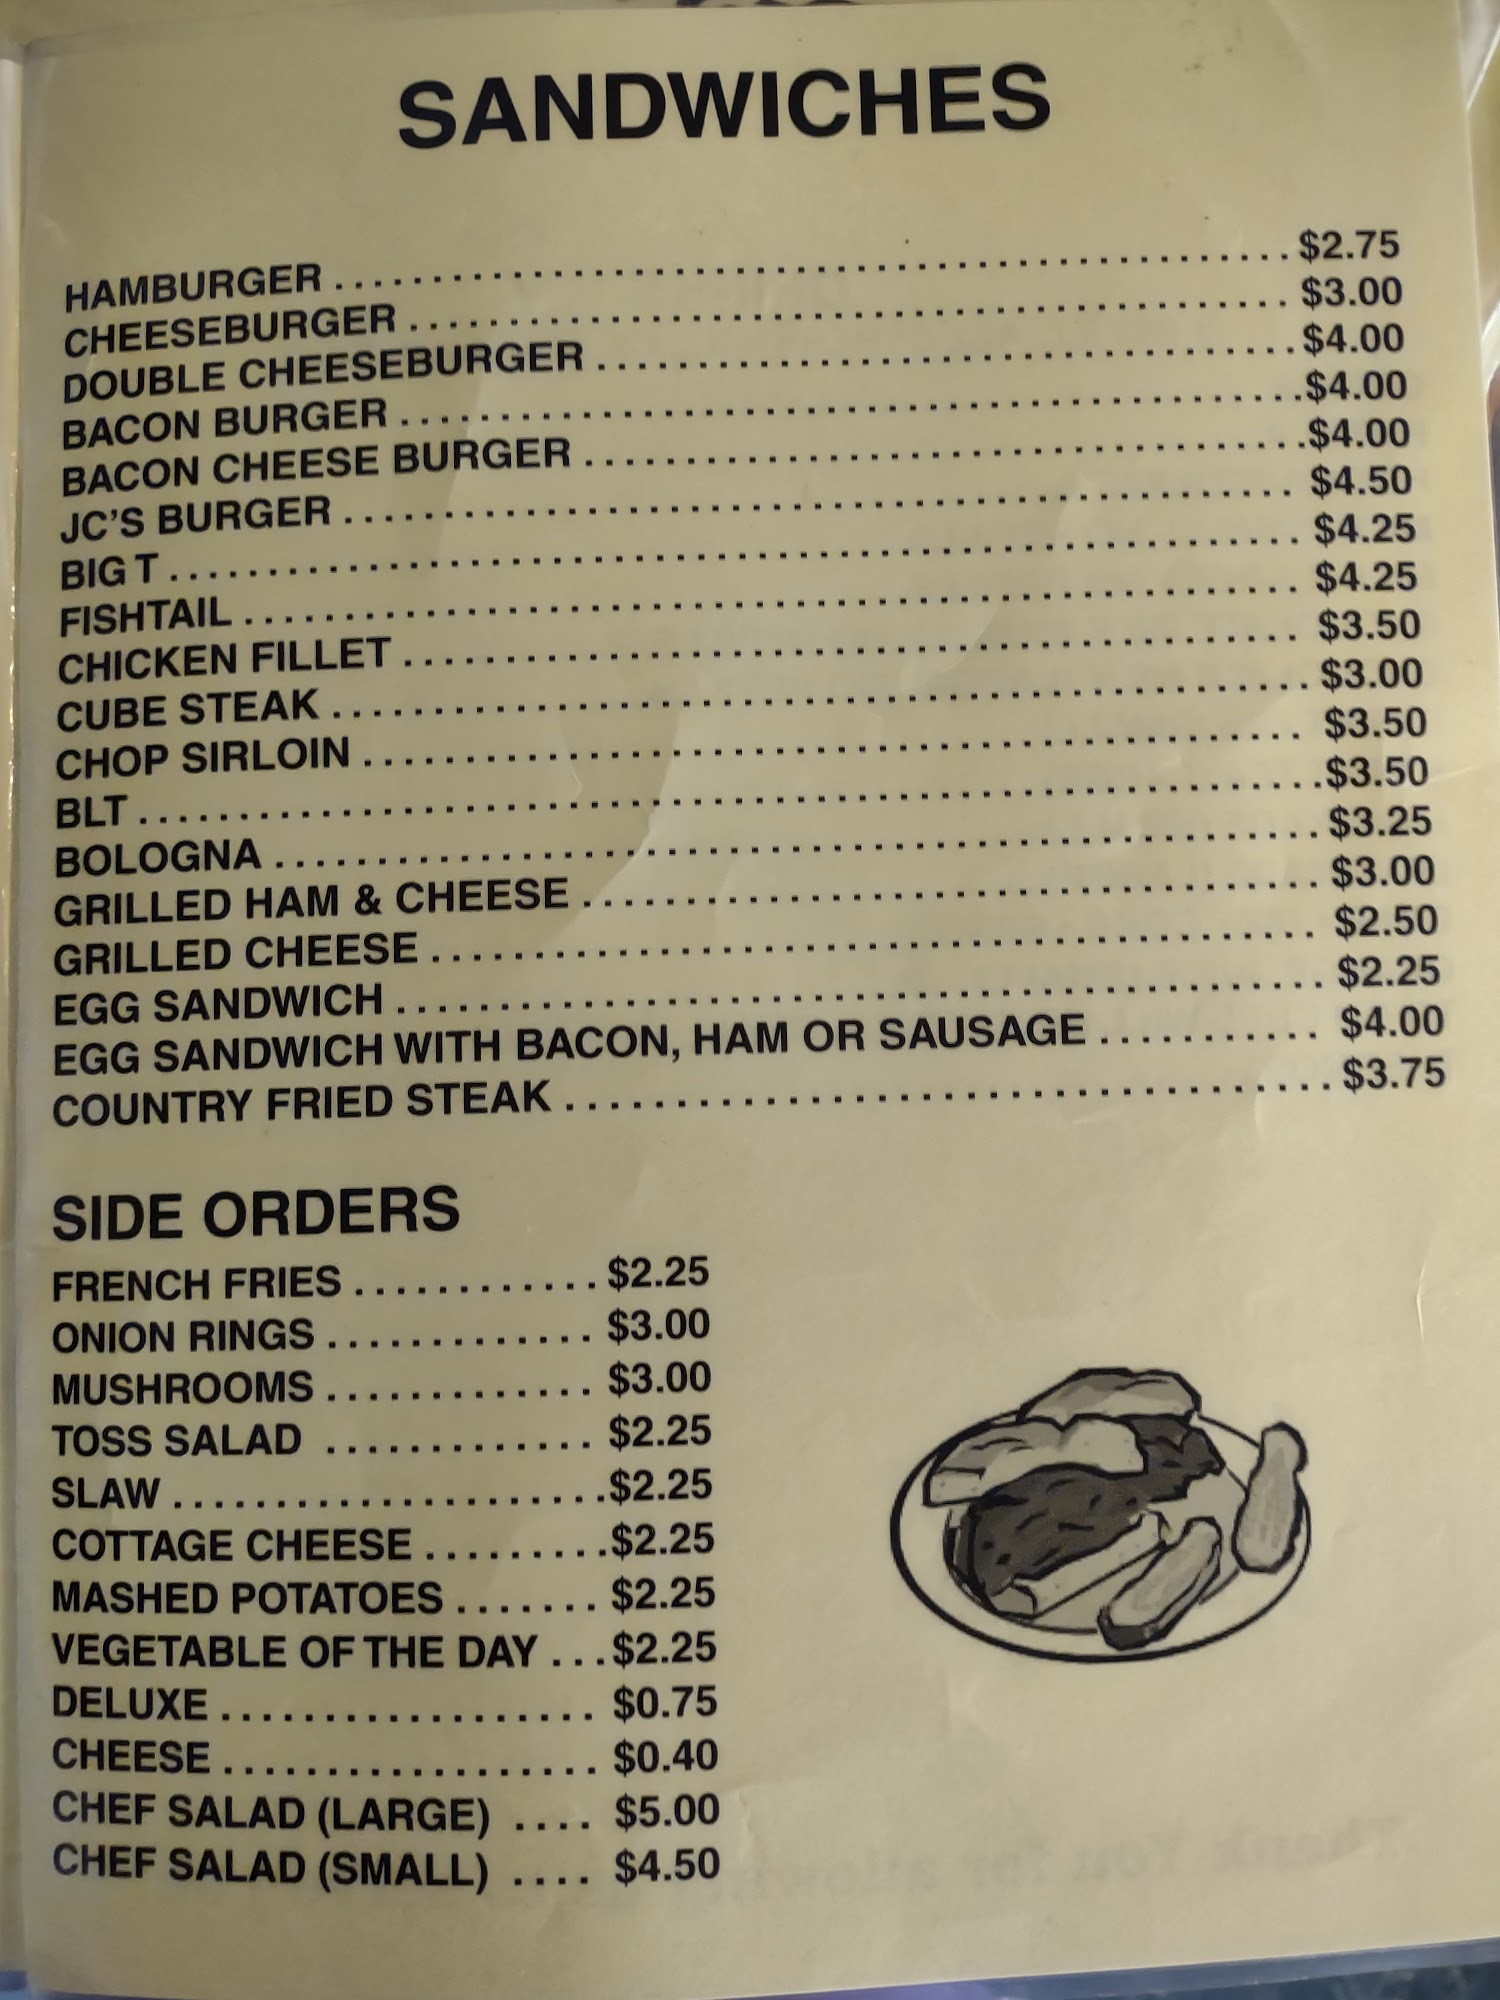 SANDWICHES
HAMBURGER ........ $2.75
CHEESEBURGER ........ $3.00
DOUBLE CHEESEBURGER ........ $4.00
BACON BURGER ........ $4.00
BACON CHEESE BURGER ........ $4.00
JC'S BURGER ........ $4.50
BIG T ........ $4.25
FISHTAIL ........ $4.25
CHICKEN FILLET ........ $3.50
CUBE STEAK ........ $3.00
CHOP SIRLOIN ........ $3.50
BLT ........ $3.50
BOLOGNA ........ $3.25
GRILLED HAM & CHEESE ........ $3.00
GRILLED CHEESE ........ $2.50
EGG SANDWICH ........ $2.25
EGG SANDWICH WITH BACON, HAM OR SAUSAGE ........ $4.00
COUNTRY FRIED STEAK ........ $3.75
SIDE ORDERS
FRENCH FRIES ........ $2.25
ONION RINGS ........ $3.00
MUSHROOMS ........ $3.00
TOSS SALAD ........ $2.25
SLAW ........ $2.25
COTTAGE CHEESE ........ $2.25
MASHED POTATOES ....... $2.25
VEGETABLE OF THE DAY ... $2.25
DELUXE ........ $0.75
CHEESE ........ $0.40
CHEF SALAD (LARGE) .... $5.00
CHEF SALAD (SMALL) .... $4.50